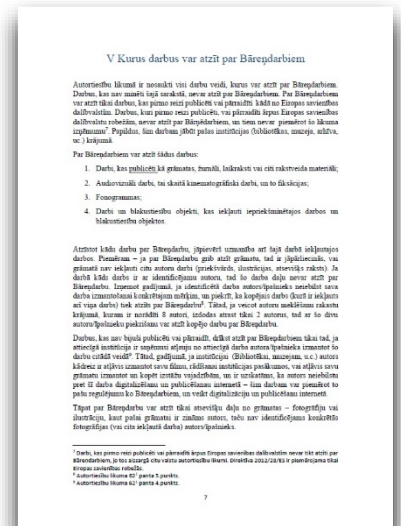 V Kurus darbus var atzīt par Bāreņdarbiem
Autortiesību likumā ir nosaukti visi darbu veidi, kurus var atzīt par Bāreņdarbiem.
Darbus, kas nav minēti šajā sarakstā, nevar atzīt par Bāreņdarbiem. Par Bāreņdarbiem
var atzīt tikai darbus, kas pirmo reizi publicēti vai pārraidīti kādā no Eiropas savienības
dalībvalstīm. Darbus, kuri pirmo reizi publicēti, vai pārraidīti ārpus Eiropas savienības
dalībvalstu robežām, nevar atzīt par Bāreņdarbiem, un tiem nevar piemērot šo likuma
izņēmumu⁷. Papildus, šim darbam jābūt pašas institūcijas (bibliotēkas, muzeja, arhīva,
uc.) krājumā.
Par Bāreņdarbiem var atzīt šādus darbus:
1. Darbi, kas publicēti kā grāmatas, žurnāli, laikraksti vai citi rakstveida materiāli;
2. Audiovizuāli darbi, tai skaitā kinematogrāfiski darbi, un to fiksācijas;
3. Fonogrammas;
4. Darbi un blakustiesību objekti, kas iekļauti iepriekšminētajos darbos un
blakustiesību objektos.
Atzīstot kādu darbu par Bāreņdarbu, jāpievērš uzmanība arī šajā darbā iekļautajos
darbos. Piemēram – ja par Bāreņdarbu grib atzīt grāmatu, tad ir jāpārliecinās, vai
grāmatā nav iekļauti citu autoru darbi (priekšvārds, ilustrācijas, atsevišķs raksts). Ja
darbā kāds darbs ir ar identificējamu autoru, tad šo darba daļu nevar atzīt par
Bāreņdarbu. Izņemot gadījumā, ja identificētā darba autors/īpašnieks neiebilst sava
darba izmantošanai konkrētajam mērķim, un piekrīt, ka kopējais darbs (kurā ir iekļauts
arī viņa darbs) tiek atzīts par Bāreņdarbu⁸. Tātad, ja veicot autoru meklēšanu rakstu
krājumā, kuram ir norādīti 8 autori, izdodas atrast tikai 2 autorus, tad ar šo divu
autoru/īpašnieku piekrišanu var atzīt kopējo darbu par Bāreņdarbu.
Darbus, kas nav bijuši publicēti vai pārraidīti, drīkst atzīt par Bāreņdarbiem tikai tad, ja
attiecīgā institūcija ir saņēmusi atļauju no attiecīgā darba autora/īpašnieka izmantot šo
darbu citādā veidā⁹. Tātad, gadījumā, ja institūcijai (Bibliotēkai, muzejam, u.c.) autors
kādreiz ir atļāvis izmantot savu filmu, rādīšanai institūcijas pasākumos, vai atļāvis savu
grāmatu izmantot un kopēt izstāžu vajadzībām, un ir uzskatāms, ka autors neiebilstu
pret šī darba digitalizēšanu un publicēšanu internetā – šim darbam var piemērot to
pašu regulējumu ko Bāreņdarbiem, un veikt digitalizāciju un publicēšanu internetā.
Tāpat par Bāreņdarbu var atzīt tikai atsevišķu daļu no grāmatas – fotogrāfiju vai
ilustrāciju, kaut pašai grāmatai ir zināms autors, taču nav identificējams konkrētās
fotogrāfijas (vai cita iekļautā darba) autors/īpašnieks.
⁷ Darbi, kas pirmo reizi publicēti vai pārraidīti ārpus Eiropas savienības dalībvalstīm nevar tikt atzīti par
Bāreņdarbiem, jo tos aizsargā citu valstu autortiesību likumi. Direktīva 2012/28/ES ir piemērojama tikai
Eiropas savienības robežās.
⁸ Autortiesību likuma 62¹ panta 5.punkts.
⁹ Autortiesību likuma 62¹ panta 4.punkts.
7